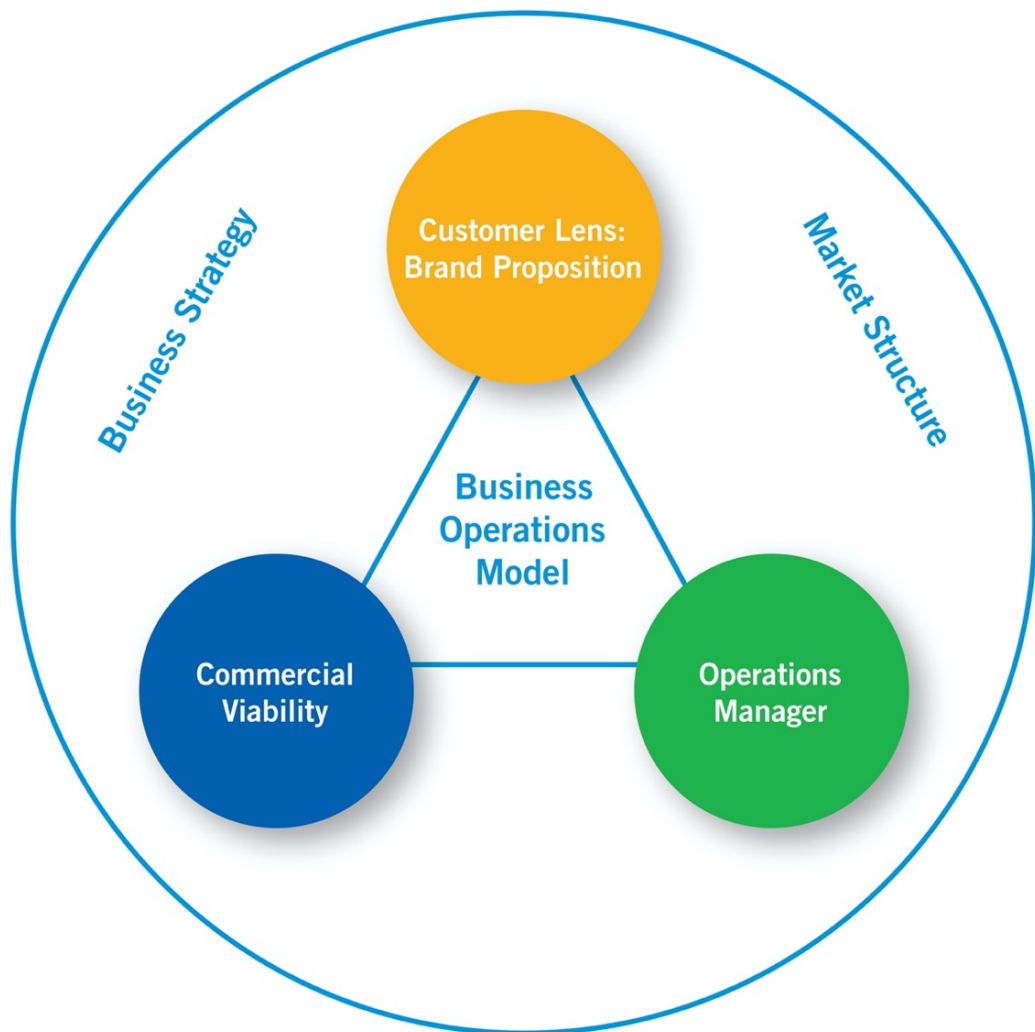 Customer Lens:
Brand Proposition
Business Strategy
Market Structure
Business
Operations
Model
Commercial
Viability
Operations
Manager